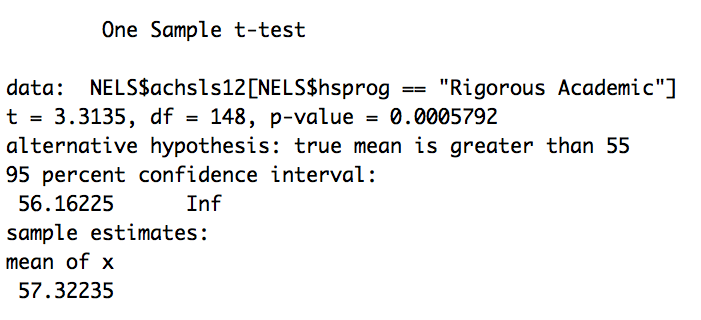 One Sample t-test
data:  NELS$achsls12[NELS$hsprog == "Rigorous Academic"]
t = 3.3135, df = 148, p-value = 0.0005792
alternative hypothesis: true mean is greater than 55
95 percent confidence interval:
56.16225      Inf
sample estimates:
mean of x
57.32235